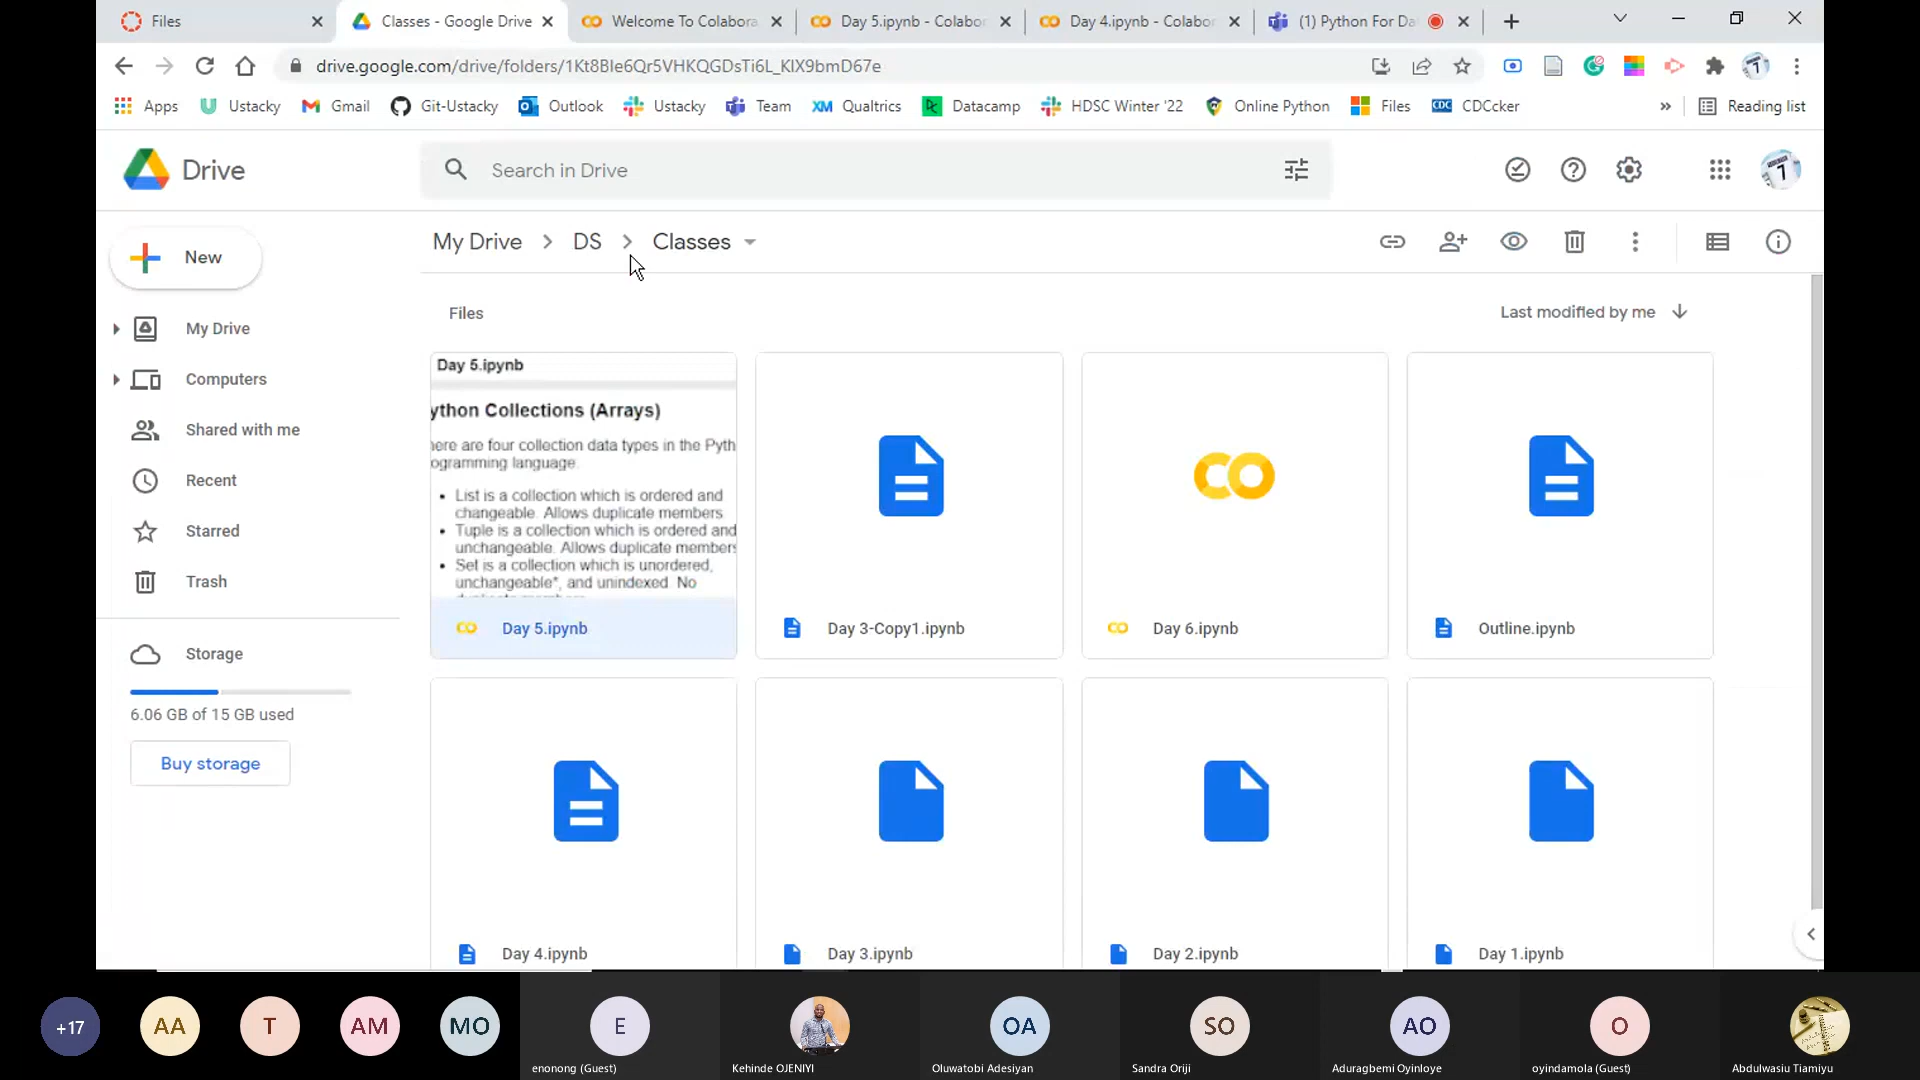 Files
Classes - Google Drive
Welcome To Colabora
Day 5.ipynb - Colabor
Day 4.ipynb - Colabor
(1) Python For Da
drive.google.com/drive/folders/1Kt8BIe6Qr5VHKQGDsTi6L_KIX9bmD67e
Apps
Ustacky
Gmail
Git-Ustacky
Outlook
Ustacky
Team
XM Qualtrics
Datacamp
HDSC Winter '22
Online Python
Files
CDC CDCcker
»
Reading list
Drive
Search in Drive
7
My Drive > DS > Classes
New
My Drive
Computers
Shared with me
Recent
Starred
Trash
Storage
6.06 GB of 15 GB used
Buy storage
Files
Last modified by me
Day 5.ipynb
ython Collections (Arrays)
here are four collection data types in the Pyth
ogramming language.
• List is a collection which is ordered and
changeable. Allows duplicate members
• Tuple is a collection which is ordered and
unchangeable. Allows duplicate members
• Set is a collection which is unordered,
unchangeable*, and unindexed. No
Day 5.ipynb
Day 3-Copy1.ipynb
Day 6.ipynb
Outline.ipynb
Day 4.ipynb
Day 3.ipynb
Day 2.ipynb
Day 1.ipynb
+17
AA
T
AM
MO
E
OA
SO
AO
O
enonong (Guest)
Kehinde OJENIYI
Oluwatobi Adesiyan
Sandra Oriji
Aduragbemi Oyinloye
oyindamola (Guest)
Abdulwasiu Tiamiyu